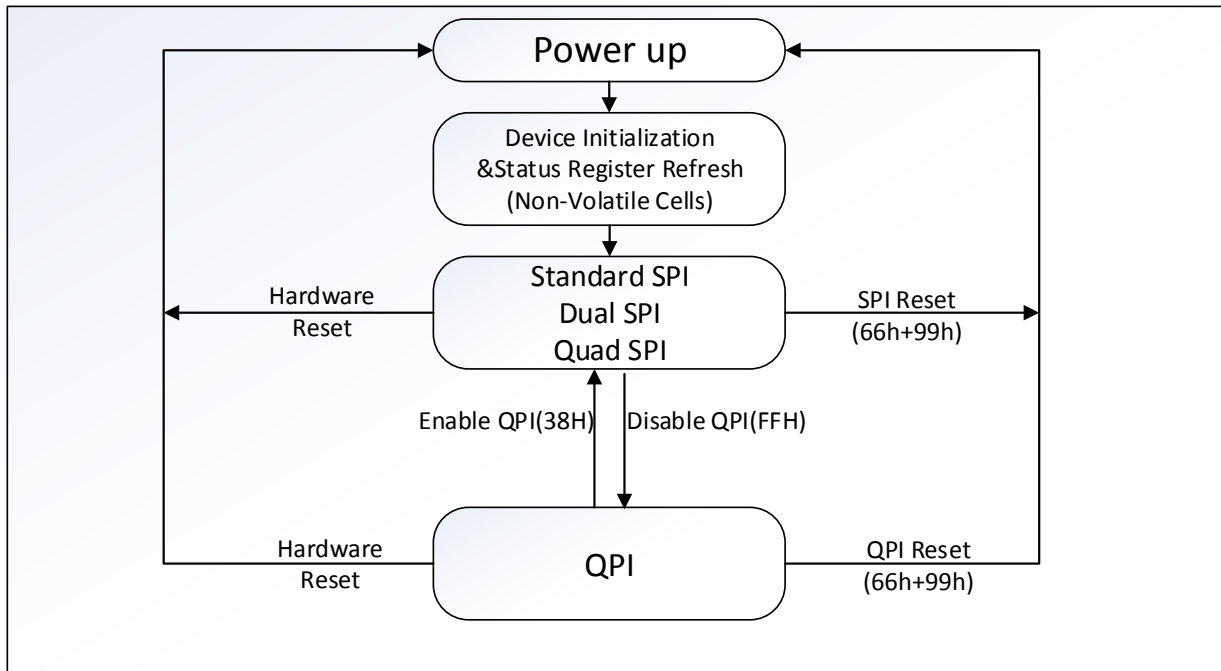 Power up
Device Initialization
&Status Register Refresh
(Non-Volatile Cells)
Standard SPI
Dual SPI
Quad SPI
Hardware
Reset
SPI Reset
(66h+99h)
Enable QPI(38H)
Disable QPI(FFH)
Hardware
Reset
QPI
QPI Reset
(66h+99h)